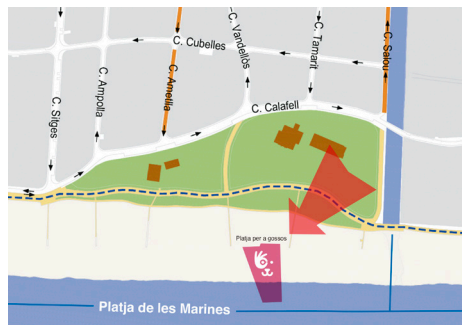 C. Cubelles
C. Vandellòs
C. Tamarit
C. Salou
C. Sitges
C. Ampolla
C. Ametlla
C. Calafell
Platja per a gossos
Platja de les Marines